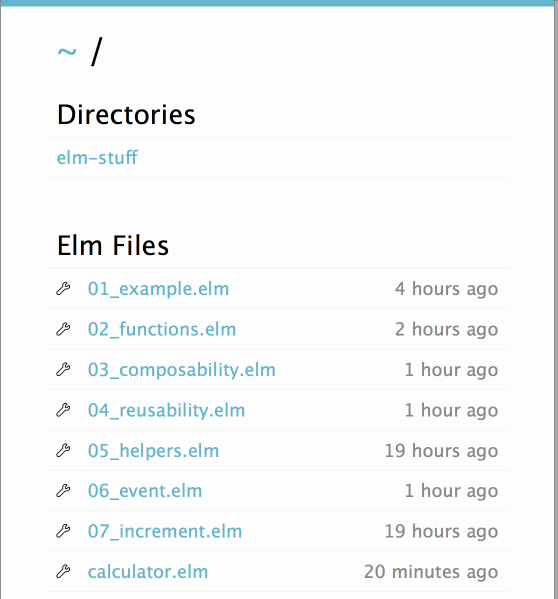 ~ /
Directories
elm-stuff
Elm Files
01_example.elm 4 hours ago
02_functions.elm 2 hours ago
03_composability.elm 1 hour ago
04_reusability.elm 1 hour ago
05_helpers.elm 19 hours ago
06_event.elm 1 hour ago
07_increment.elm 19 hours ago
calculator.elm 20 minutes ago